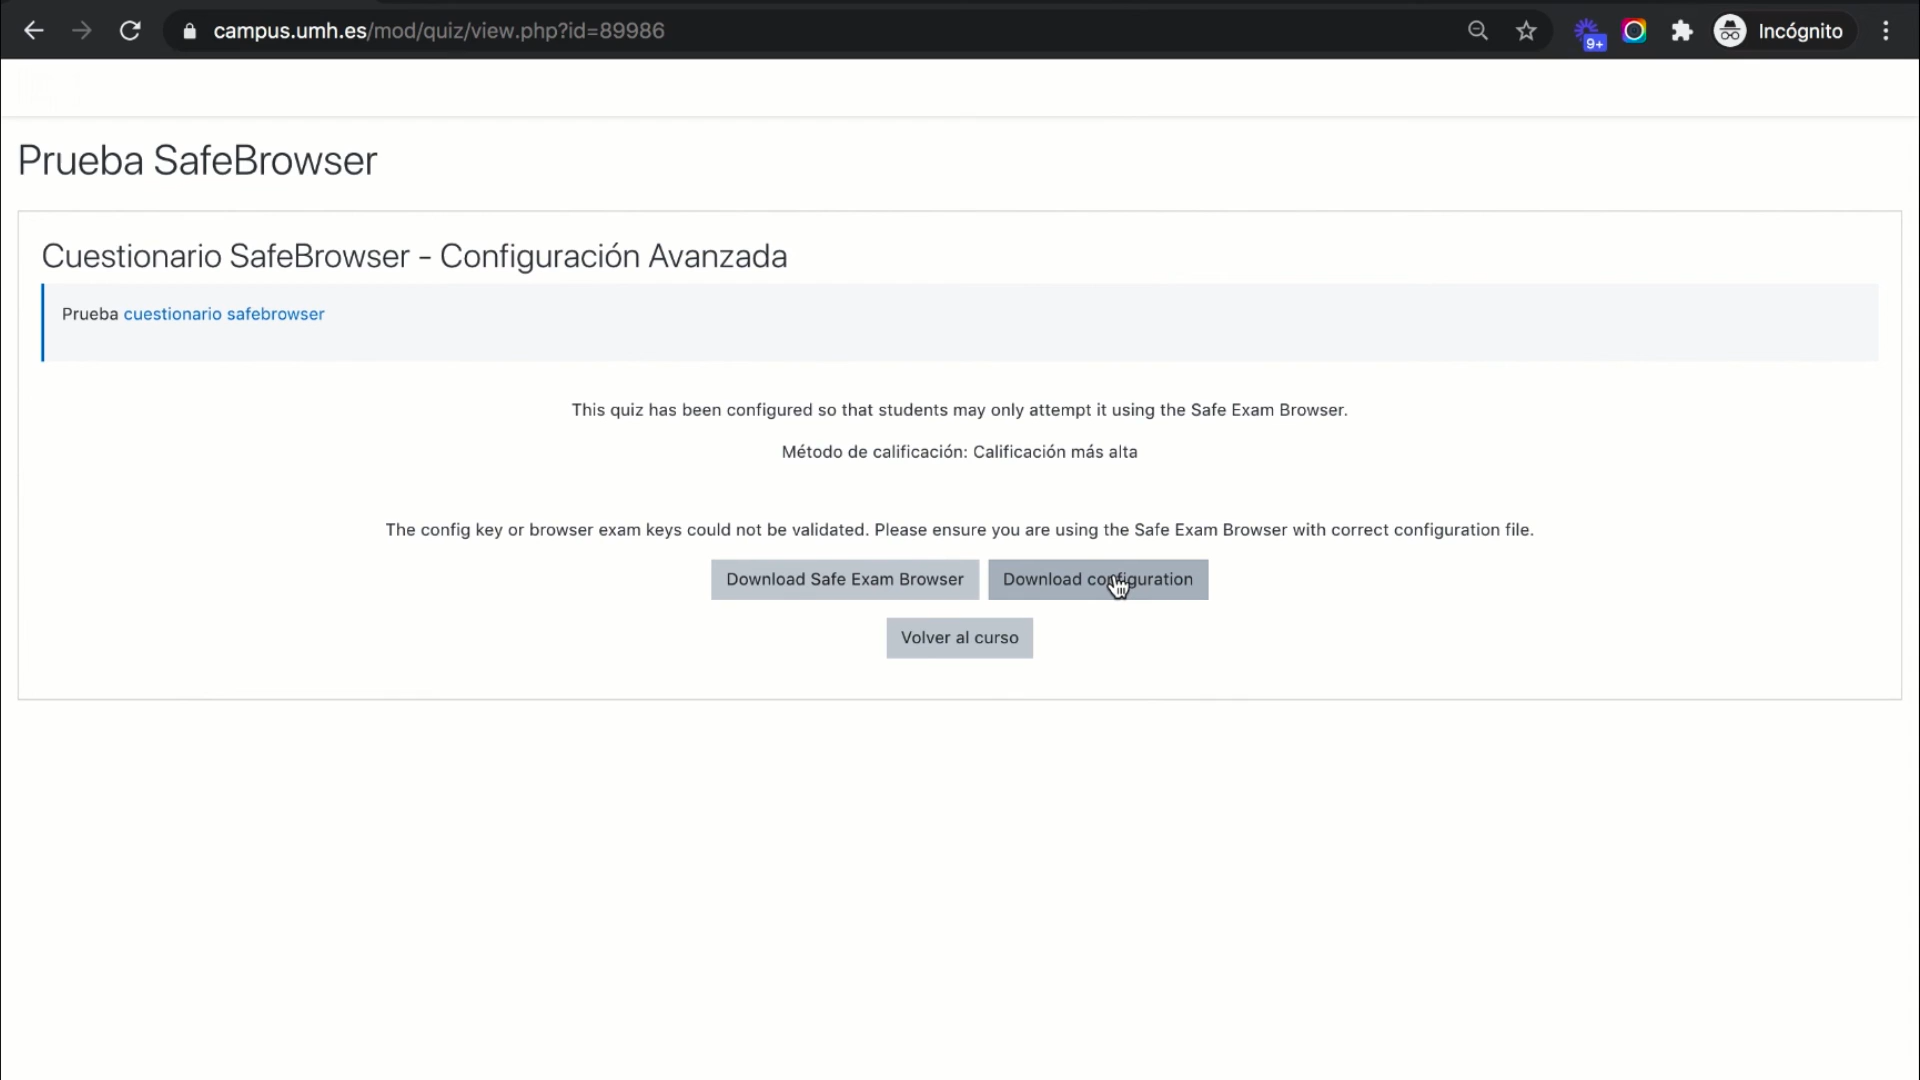 campus.umh.es/mod/quiz/view.php?id=89986
9+
Incógnito
Prueba SafeBrowser
Cuestionario SafeBrowser - Configuración Avanzada
Prueba cuestionario safebrowser
This quiz has been configured so that students may only attempt it using the Safe Exam Browser.
Método de calificación: Calificación más alta
The config key or browser exam keys could not be validated. Please ensure you are using the Safe Exam Browser with correct configuration file.
Download Safe Exam Browser
Download configuration
Volver al curso